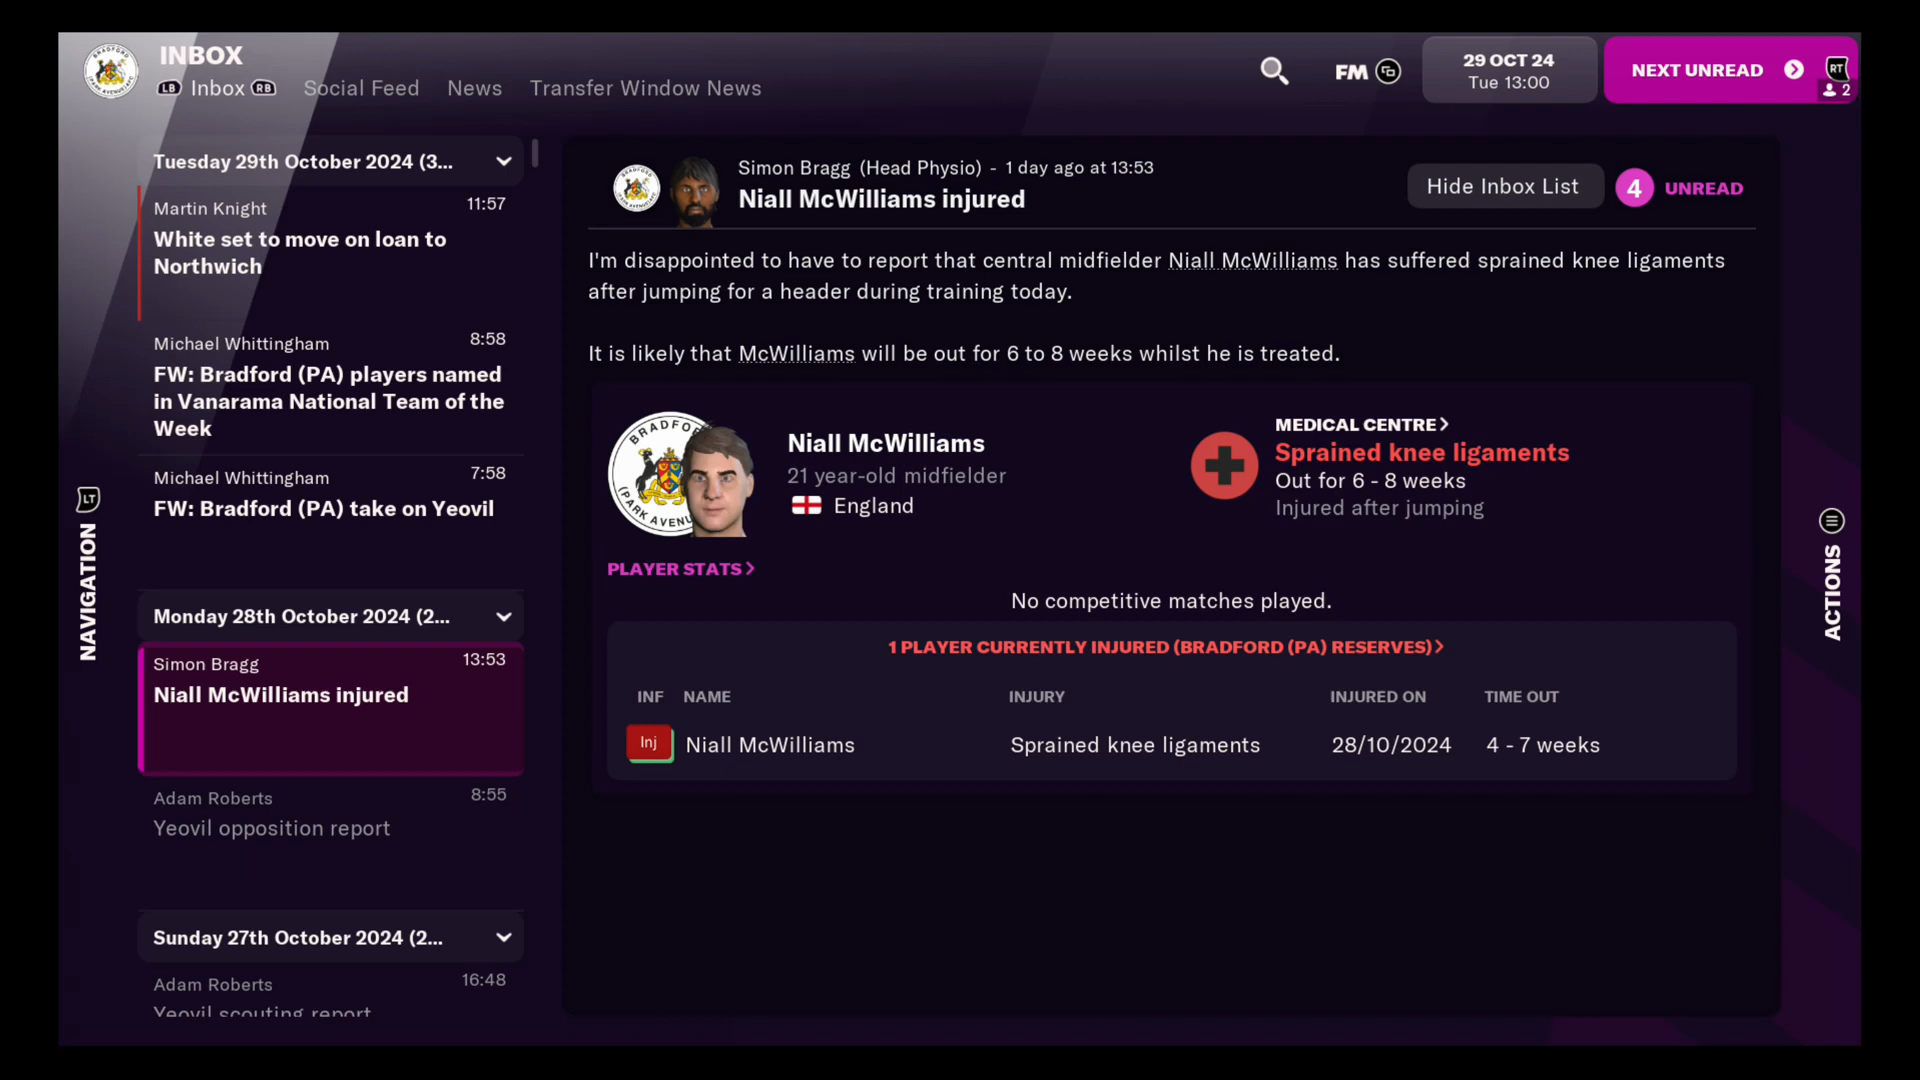 INBOX
LB Inbox RB Social Feed News Transfer Window News
FM
29 OCT 24
Tue 13:00
NEXT UNREAD
RT
2
Tuesday 29th October 2024 (3...
Martin Knight 11:57
White set to move on loan to
Northwich
Michael Whittingham 8:58
FW: Bradford (PA) players named
in Vanarama National Team of the
Week
Michael Whittingham 7:58
FW: Bradford (PA) take on Yeovil
Monday 28th October 2024 (2...
Simon Bragg 13:53
Niall McWilliams injured
Adam Roberts 8:55
Yeovil opposition report
Sunday 27th October 2024 (2...
Adam Roberts 16:48
Yeovil scouting report
LT
NAVIGATION
Simon Bragg (Head Physio) - 1 day ago at 13:53
Niall McWilliams injured
Hide Inbox List
4 UNREAD
I'm disappointed to have to report that central midfielder Niall McWilliams has suffered sprained knee ligaments
after jumping for a header during training today.
It is likely that McWilliams will be out for 6 to 8 weeks whilst he is treated.
BRADFOR
(PARK AVENU
Niall McWilliams
21 year-old midfielder
England
MEDICAL CENTRE
Sprained knee ligaments
Out for 6 - 8 weeks
Injured after jumping
PLAYER STATS
No competitive matches played.
1 PLAYER CURRENTLY INJURED (BRADFORD (PA) RESERVES)
INF NAME INJURY INJURED ON TIME OUT
Inj Niall McWilliams Sprained knee ligaments 28/10/2024 4 - 7 weeks
ACTIONS